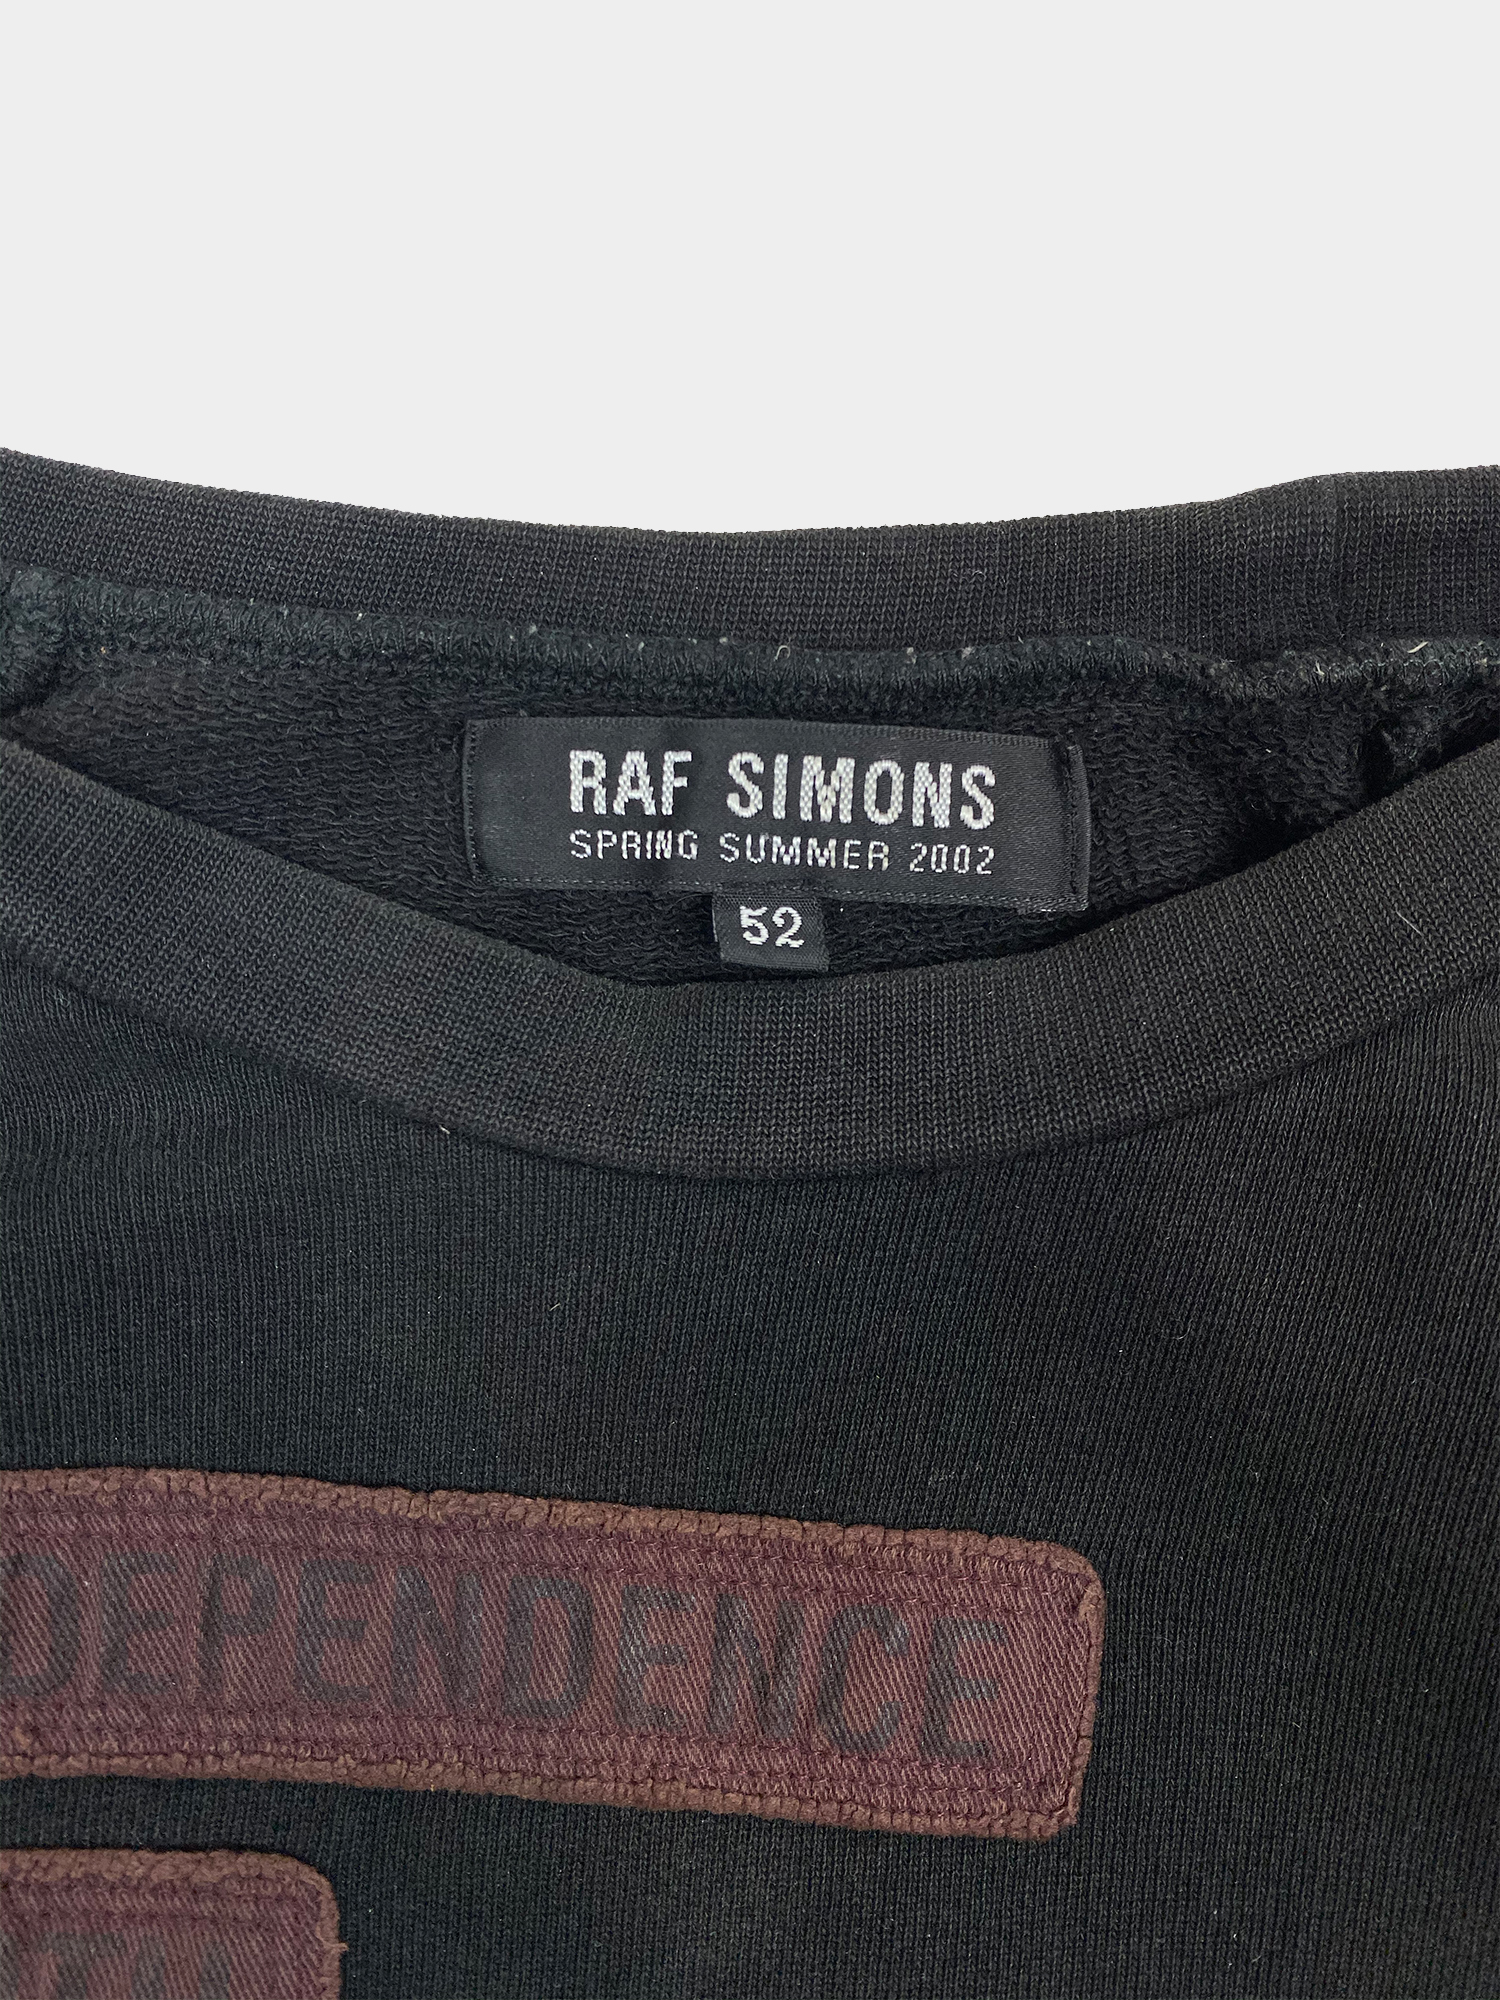 RAF SIMONS
SPRING SUMMER 2002
52
DEPENDENCE